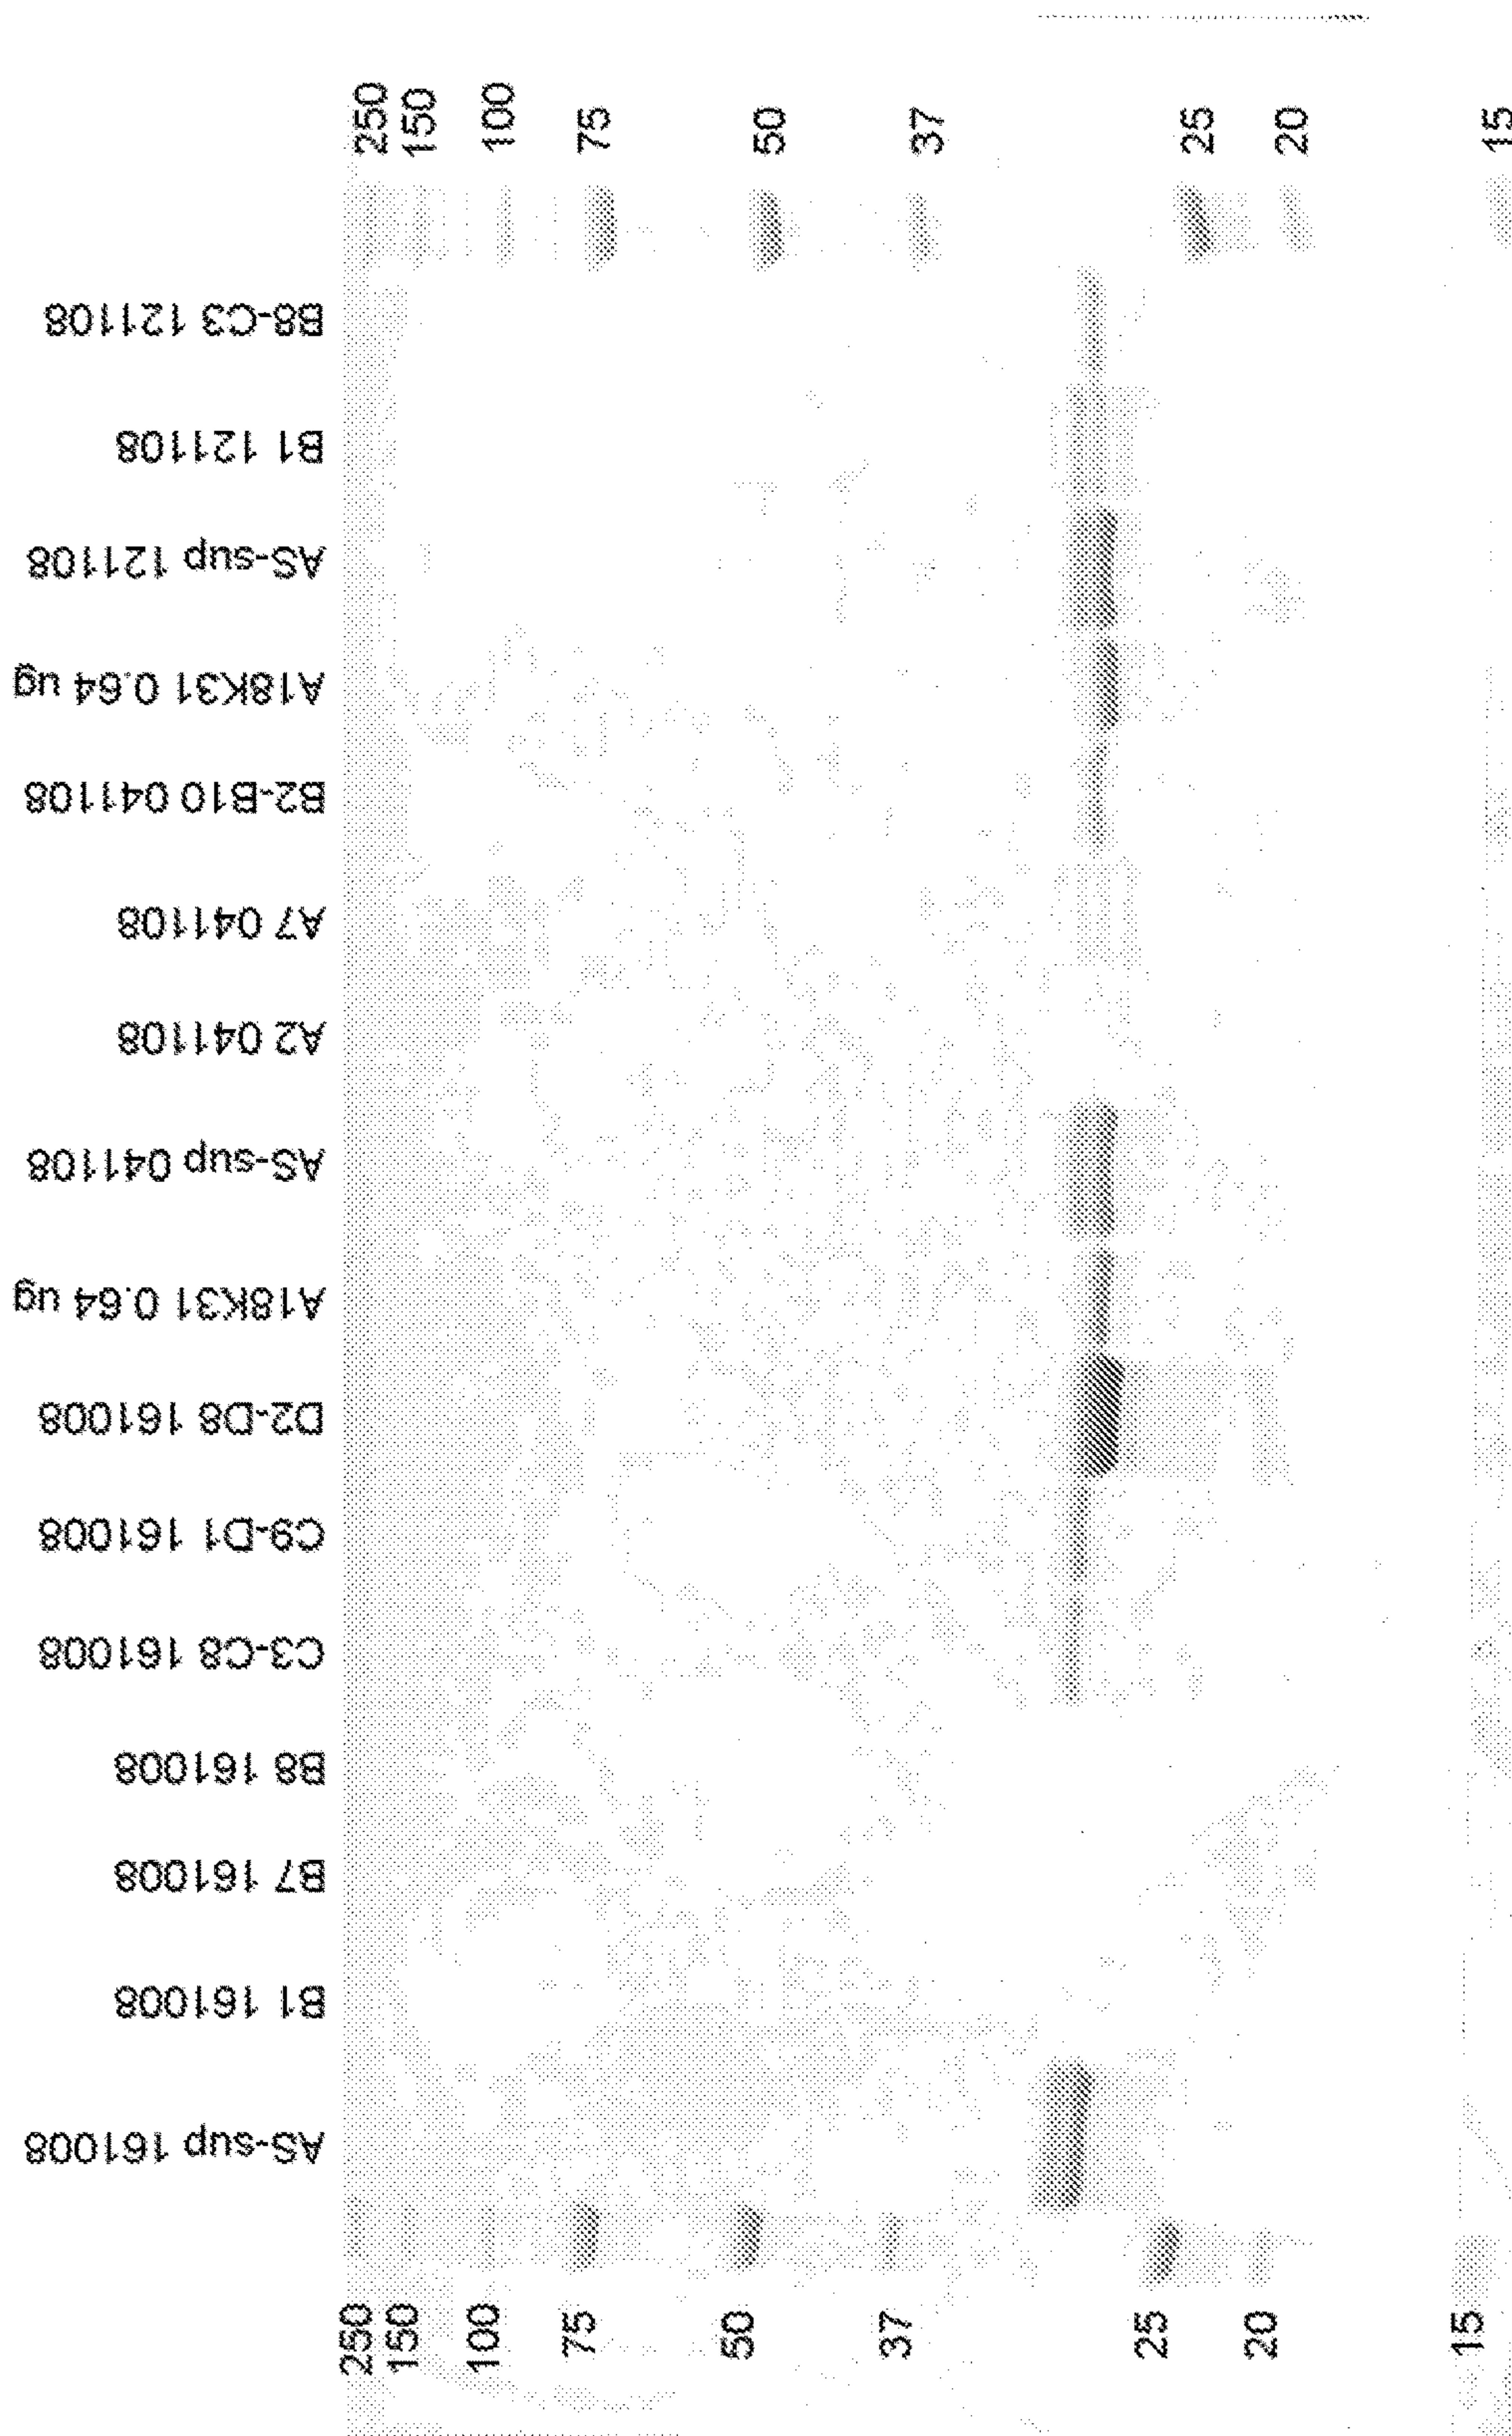 250
150
100
75
50
37
25
20
15
B8-C3 121108
B1 121108
AS-sup 121108
A18K31 0.64 ug
B2-B10 041108
A7 041108
A2 041108
AS-sup 041108
A18K31 0.64 ug
D2-D8 161008
C9-D1 161008
C3-C8 161008
B8 161008
B7 161008
B1 161008
AS-sup 161008
250
150
100
75
50
37
25
20
15